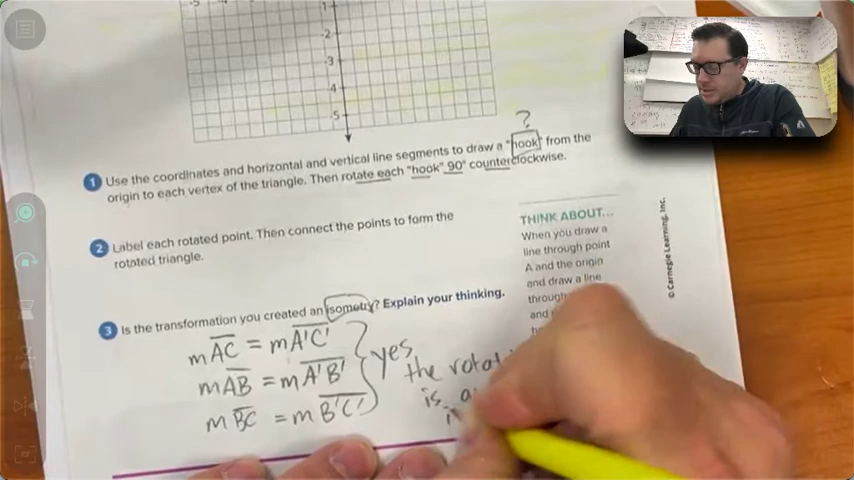 -5
1
-2
-3
4
-5
?
1 Use the coordinates and horizontal and vertical line segments to draw a "hook" from the
origin to each vertex of the triangle. Then rotate each "hook" 90° counterclockwise.
2 Label each rotated point. Then connect the points to form the
rotated triangle.
3 Is the transformation you created an isometry? Explain your thinking.
mAC = mA'C'
mAB = mA'B'
mBC = mB'C'
yes
the
is
THINK ABOUT...
When you draw a
line through point
A and the origin
and draw a line
through
and
© Carnegie Learning, Inc.